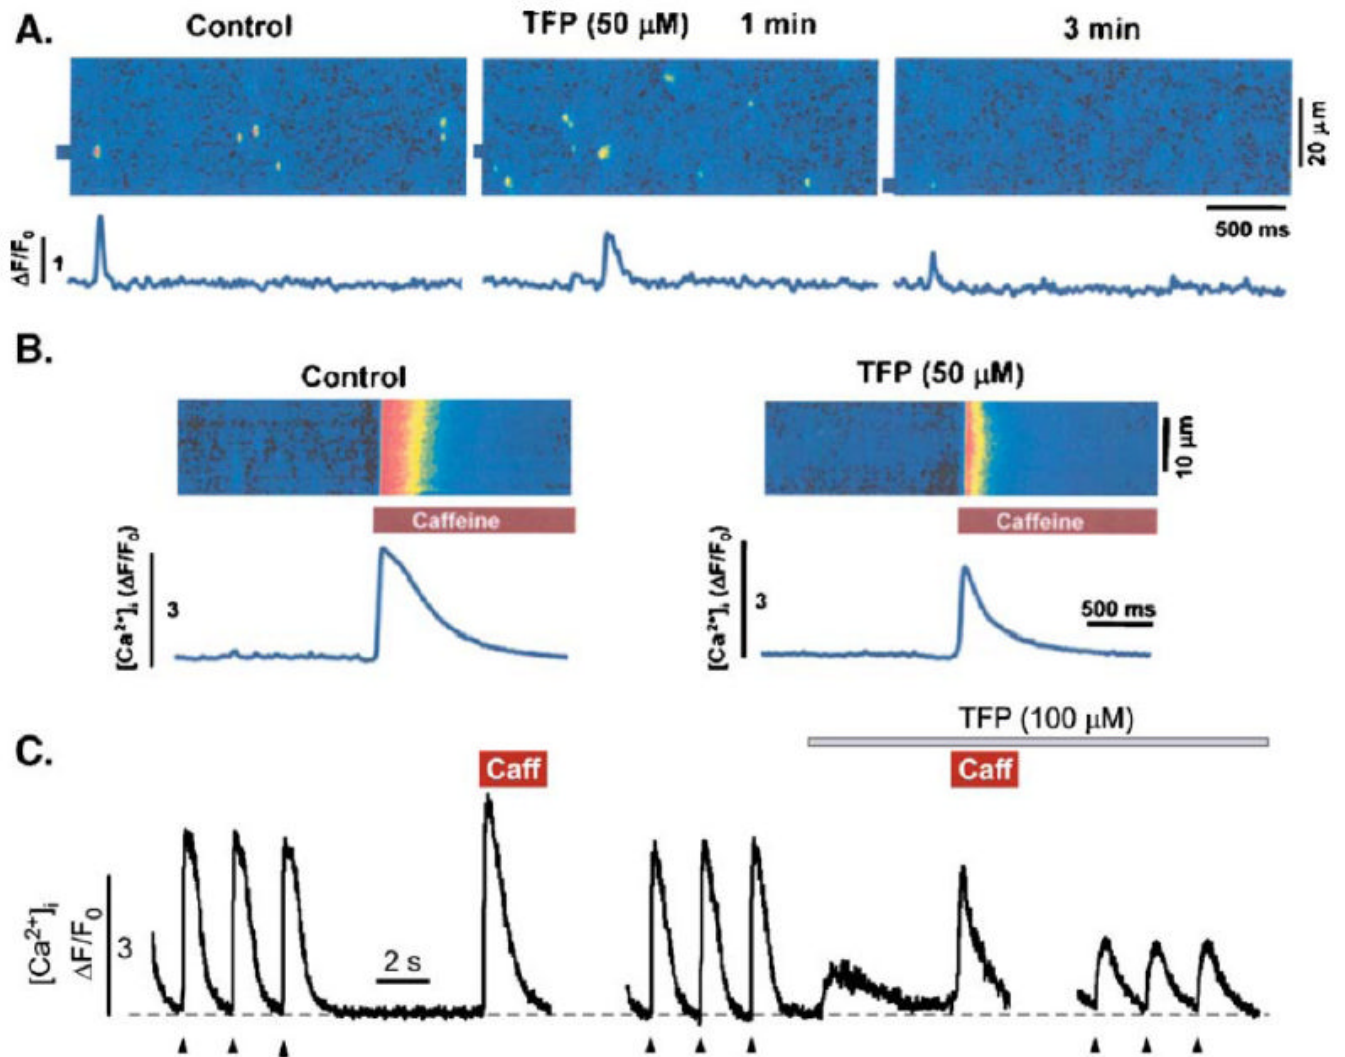 A.
Control TFP (50 μM) 1 min 3 min
20 μm
500 ms
ΔF/F0 1
B.
Control TFP (50 μM)
10 μm
Caffeine Caffeine
[Ca2+]i (ΔF/F0) 3 [Ca2+]i (ΔF/F0) 3 500 ms
TFP (100 μM)
C.
Caff Caff
[Ca2+]i
ΔF/F0 3
2 s